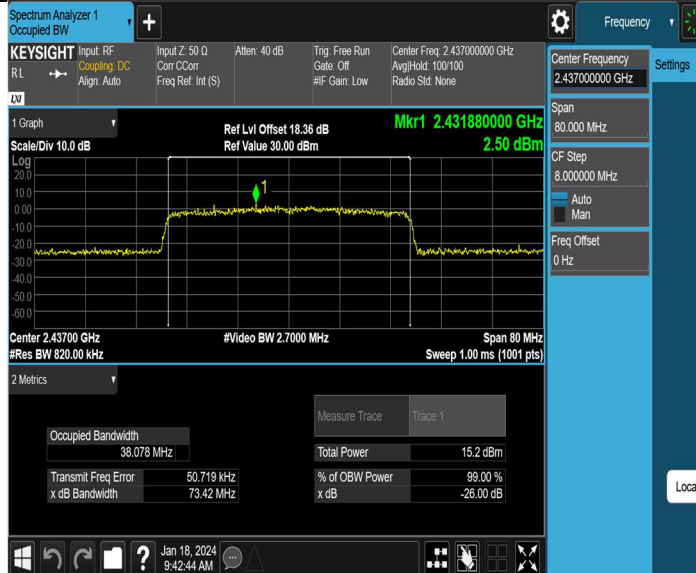 Spectrum Analyzer 1
Occupied BW
Frequency
KEYSIGHT
RL
LXI
Input: RF
Coupling: DC
Align: Auto
Input Z: 50 Ω
Corr CCorr
Freq Ref: Int (S)
Atten: 40 dB
Trig: Free Run
Gate: Off
#IF Gain: Low
Center Freq: 2.437000000 GHz
Avg|Hold: 100/100
Radio Std: None
Center Frequency
2.437000000 GHz
Settings
Span
80.000 MHz
CF Step
8.000000 MHz
Auto
Man
Freq Offset
0 Hz
Local
1 Graph
Scale/Div 10.0 dB
Ref Lvl Offset 18.36 dB
Ref Value 30.00 dBm
Mkr1 2.431880000 GHz
2.50 dBm
Log
20.0
10.0
0.00
-10.0
-20.0
-30.0
-40.0
-50.0
-60.0
1
Center 2.43700 GHz
#Res BW 820.00 kHz
#Video BW 2.7000 MHz
Span 80 MHz
Sweep 1.00 ms (1001 pts)
2 Metrics
Measure Trace Trace 1
Occupied Bandwidth
38.078 MHz
Total Power 15.2 dBm
Transmit Freq Error 50.719 kHz
x dB Bandwidth 73.42 MHz
% of OBW Power 99.00 %
x dB -26.00 dB
Jan 18, 2024
9:42:44 AM